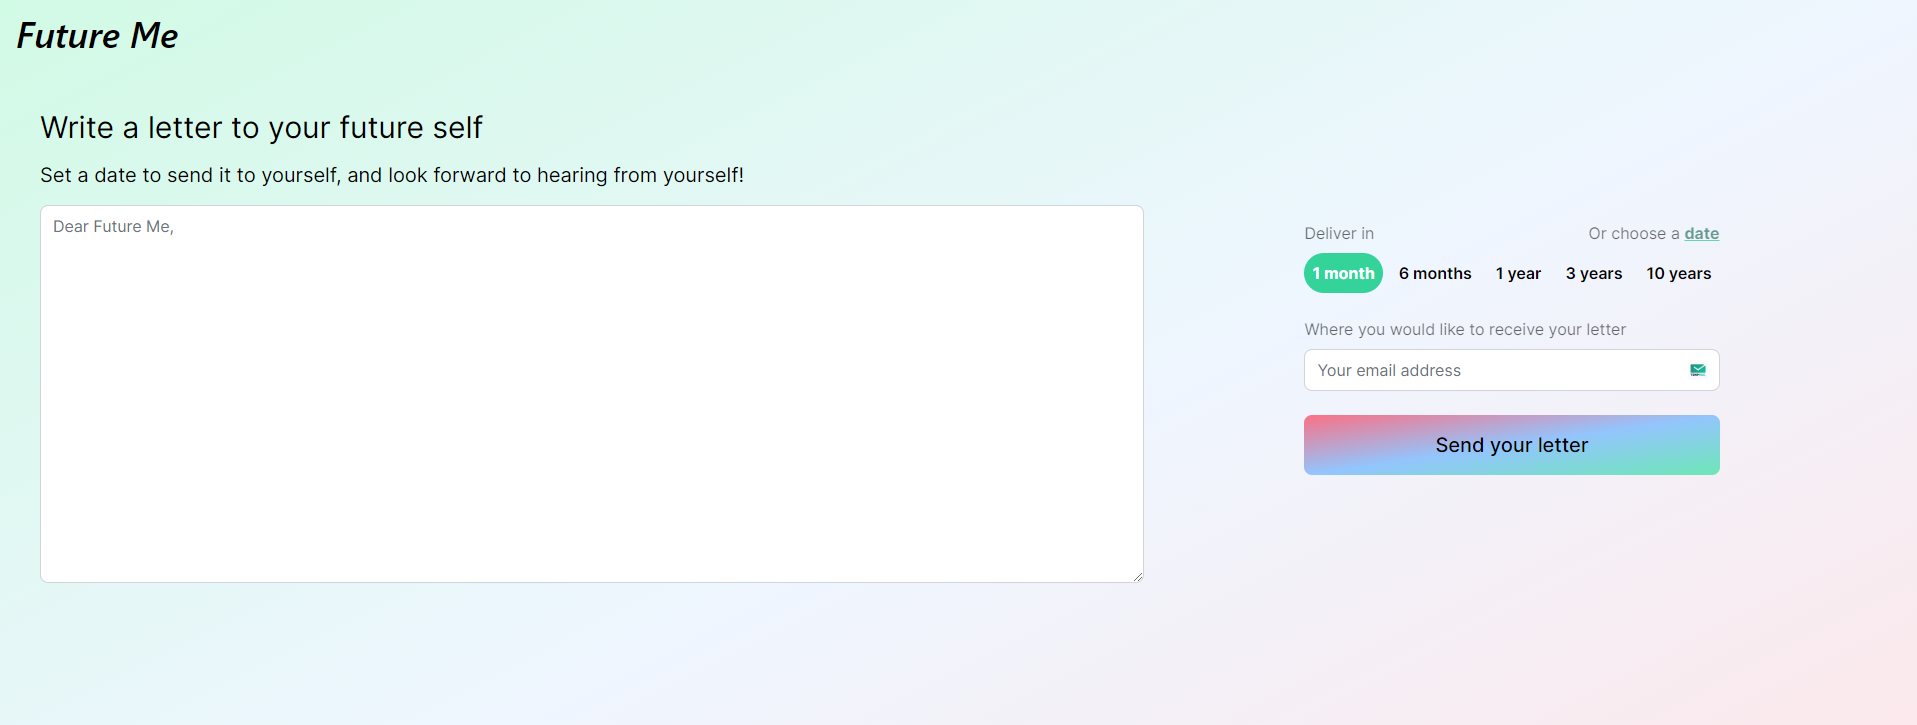 Future Me
Write a letter to your future self
Set a date to send it to yourself, and look forward to hearing from yourself!
Dear Future Me,
Deliver in
Or choose a date
1 month 6 months 1 year 3 years 10 years
Where you would like to receive your letter
Your email address
Send your letter